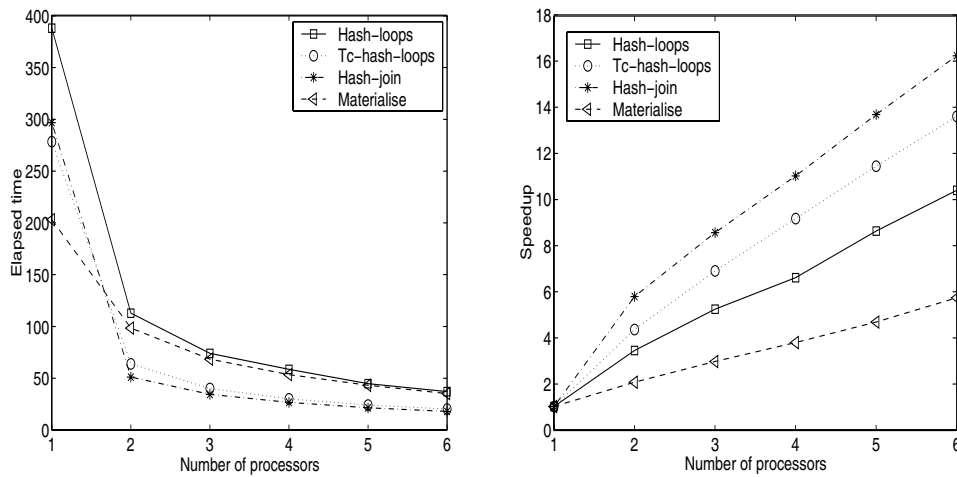 400
350
300
250
200
150
100
50
0
Elapsed time
1 2 3 4 5 6
Number of processors
Hash-loops
Tc-hash-loops
Hash-join
Materialise
18
16
14
12
10
8
6
4
2
0
Speedup
1 2 3 4 5 6
Number of processors
Hash-loops
Tc-hash-loops
Hash-join
Materialise